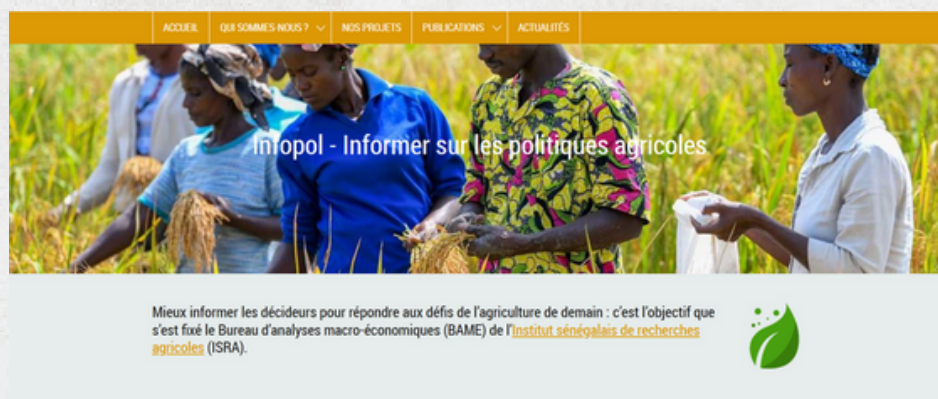 ACCUEIL QUI SOMMES-NOUS ? NOS PROJETS PUBLICATIONS ACTUALITÉS
Infopol - Informer sur les politiques agricoles
Mieux informer les décideurs pour répondre aux défis de l'agriculture de demain : c'est l'objectif que
s'est fixé le Bureau d'analyses macro-économiques (BAME) de l'Institut sénégalais de recherches
agricoles (ISRA).